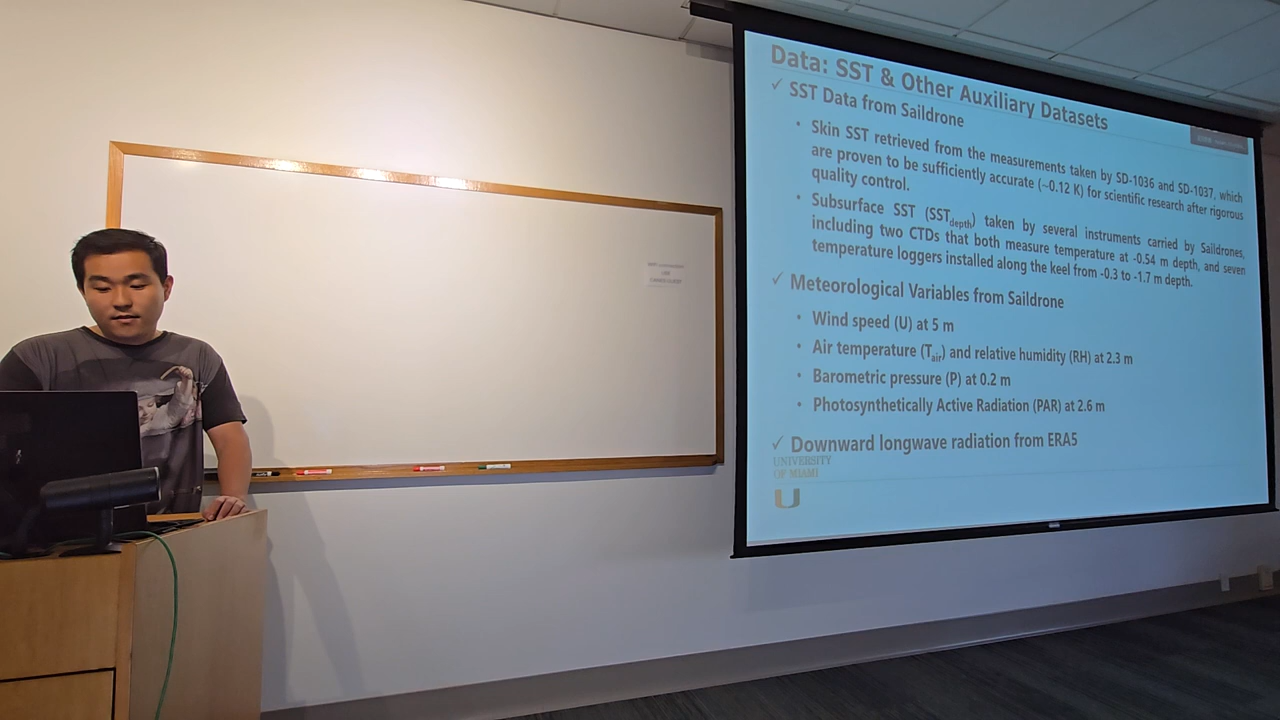 Data: SST & Other Auxiliary Datasets
✓ SST Data from Saildrone
• Skin SST retrieved from the measurements taken by SD-1036 and SD-1037, which
are proven to be sufficiently accurate (~0.12 K) for scientific research after rigorous
quality control.
• Subsurface SST (SSTdepth) taken by several instruments carried by Saildrones,
including two CTDs that both measure temperature at -0.54 m depth, and seven
temperature loggers installed along the keel from -0.3 to -1.7 m depth.
✓ Meteorological Variables from Saildrone
• Wind speed (U) at 5 m
• Air temperature (Tair) and relative humidity (RH) at 2.3 m
• Barometric pressure (P) at 0.2 m
• Photosynthetically Active Radiation (PAR) at 2.6 m
✓ Downward longwave radiation from ERA5
UNIVERSITY
OF MIAMI
U